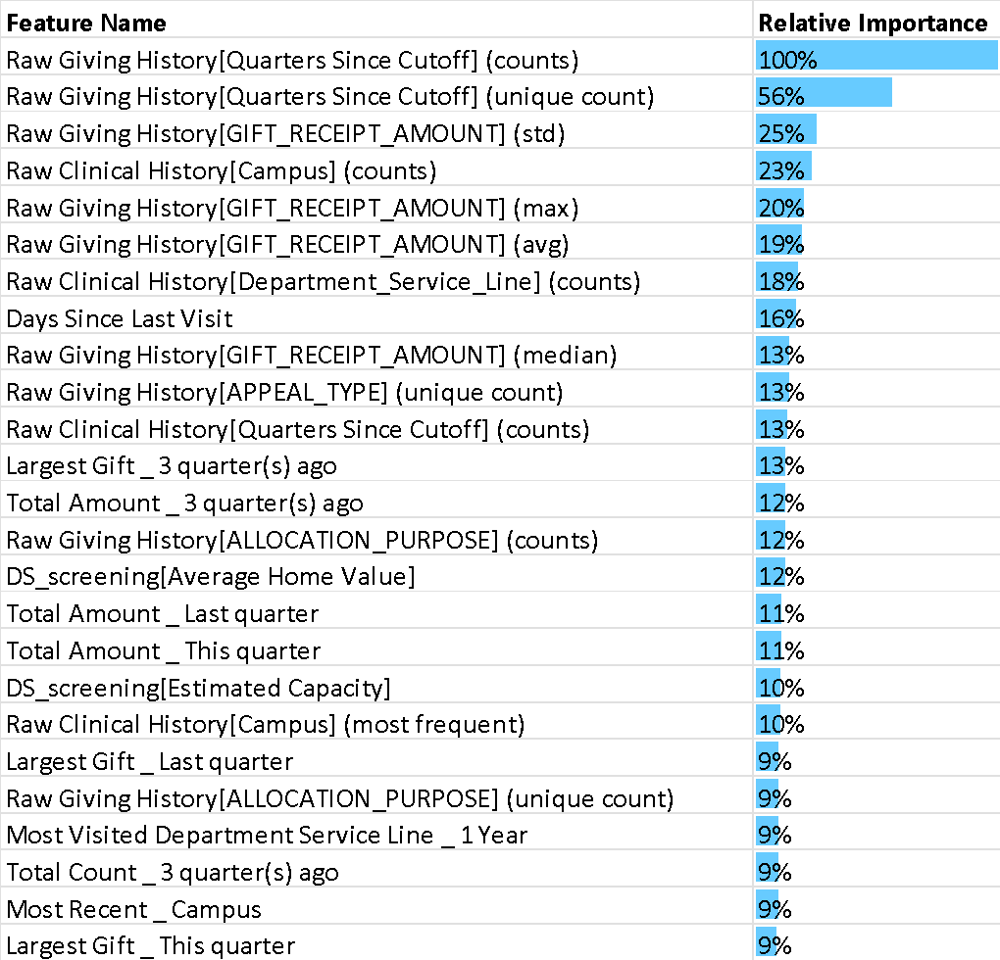 Feature Name Relative Importance
Raw Giving History[Quarters Since Cutoff] (counts) 100%
Raw Giving History[Quarters Since Cutoff] (unique count) 56%
Raw Giving History[GIFT_RECEIPT_AMOUNT] (std) 25%
Raw Clinical History[Campus] (counts) 23%
Raw Giving History[GIFT_RECEIPT_AMOUNT] (max) 20%
Raw Giving History[GIFT_RECEIPT_AMOUNT] (avg) 19%
Raw Clinical History[Department_Service_Line] (counts) 18%
Days Since Last Visit 16%
Raw Giving History[GIFT_RECEIPT_AMOUNT] (median) 13%
Raw Giving History[APPEAL_TYPE] (unique count) 13%
Raw Clinical History[Quarters Since Cutoff] (counts) 13%
Largest Gift _ 3 quarter(s) ago 13%
Total Amount _ 3 quarter(s) ago 12%
Raw Giving History[ALLOCATION_PURPOSE] (counts) 12%
DS_screening[Average Home Value] 12%
Total Amount _ Last quarter 11%
Total Amount _ This quarter 11%
DS_screening[Estimated Capacity] 10%
Raw Clinical History[Campus] (most frequent) 10%
Largest Gift _ Last quarter 9%
Raw Giving History[ALLOCATION_PURPOSE] (unique count) 9%
Most Visited Department Service Line _ 1 Year 9%
Total Count _ 3 quarter(s) ago 9%
Most Recent _ Campus 9%
Largest Gift _ This quarter 9%